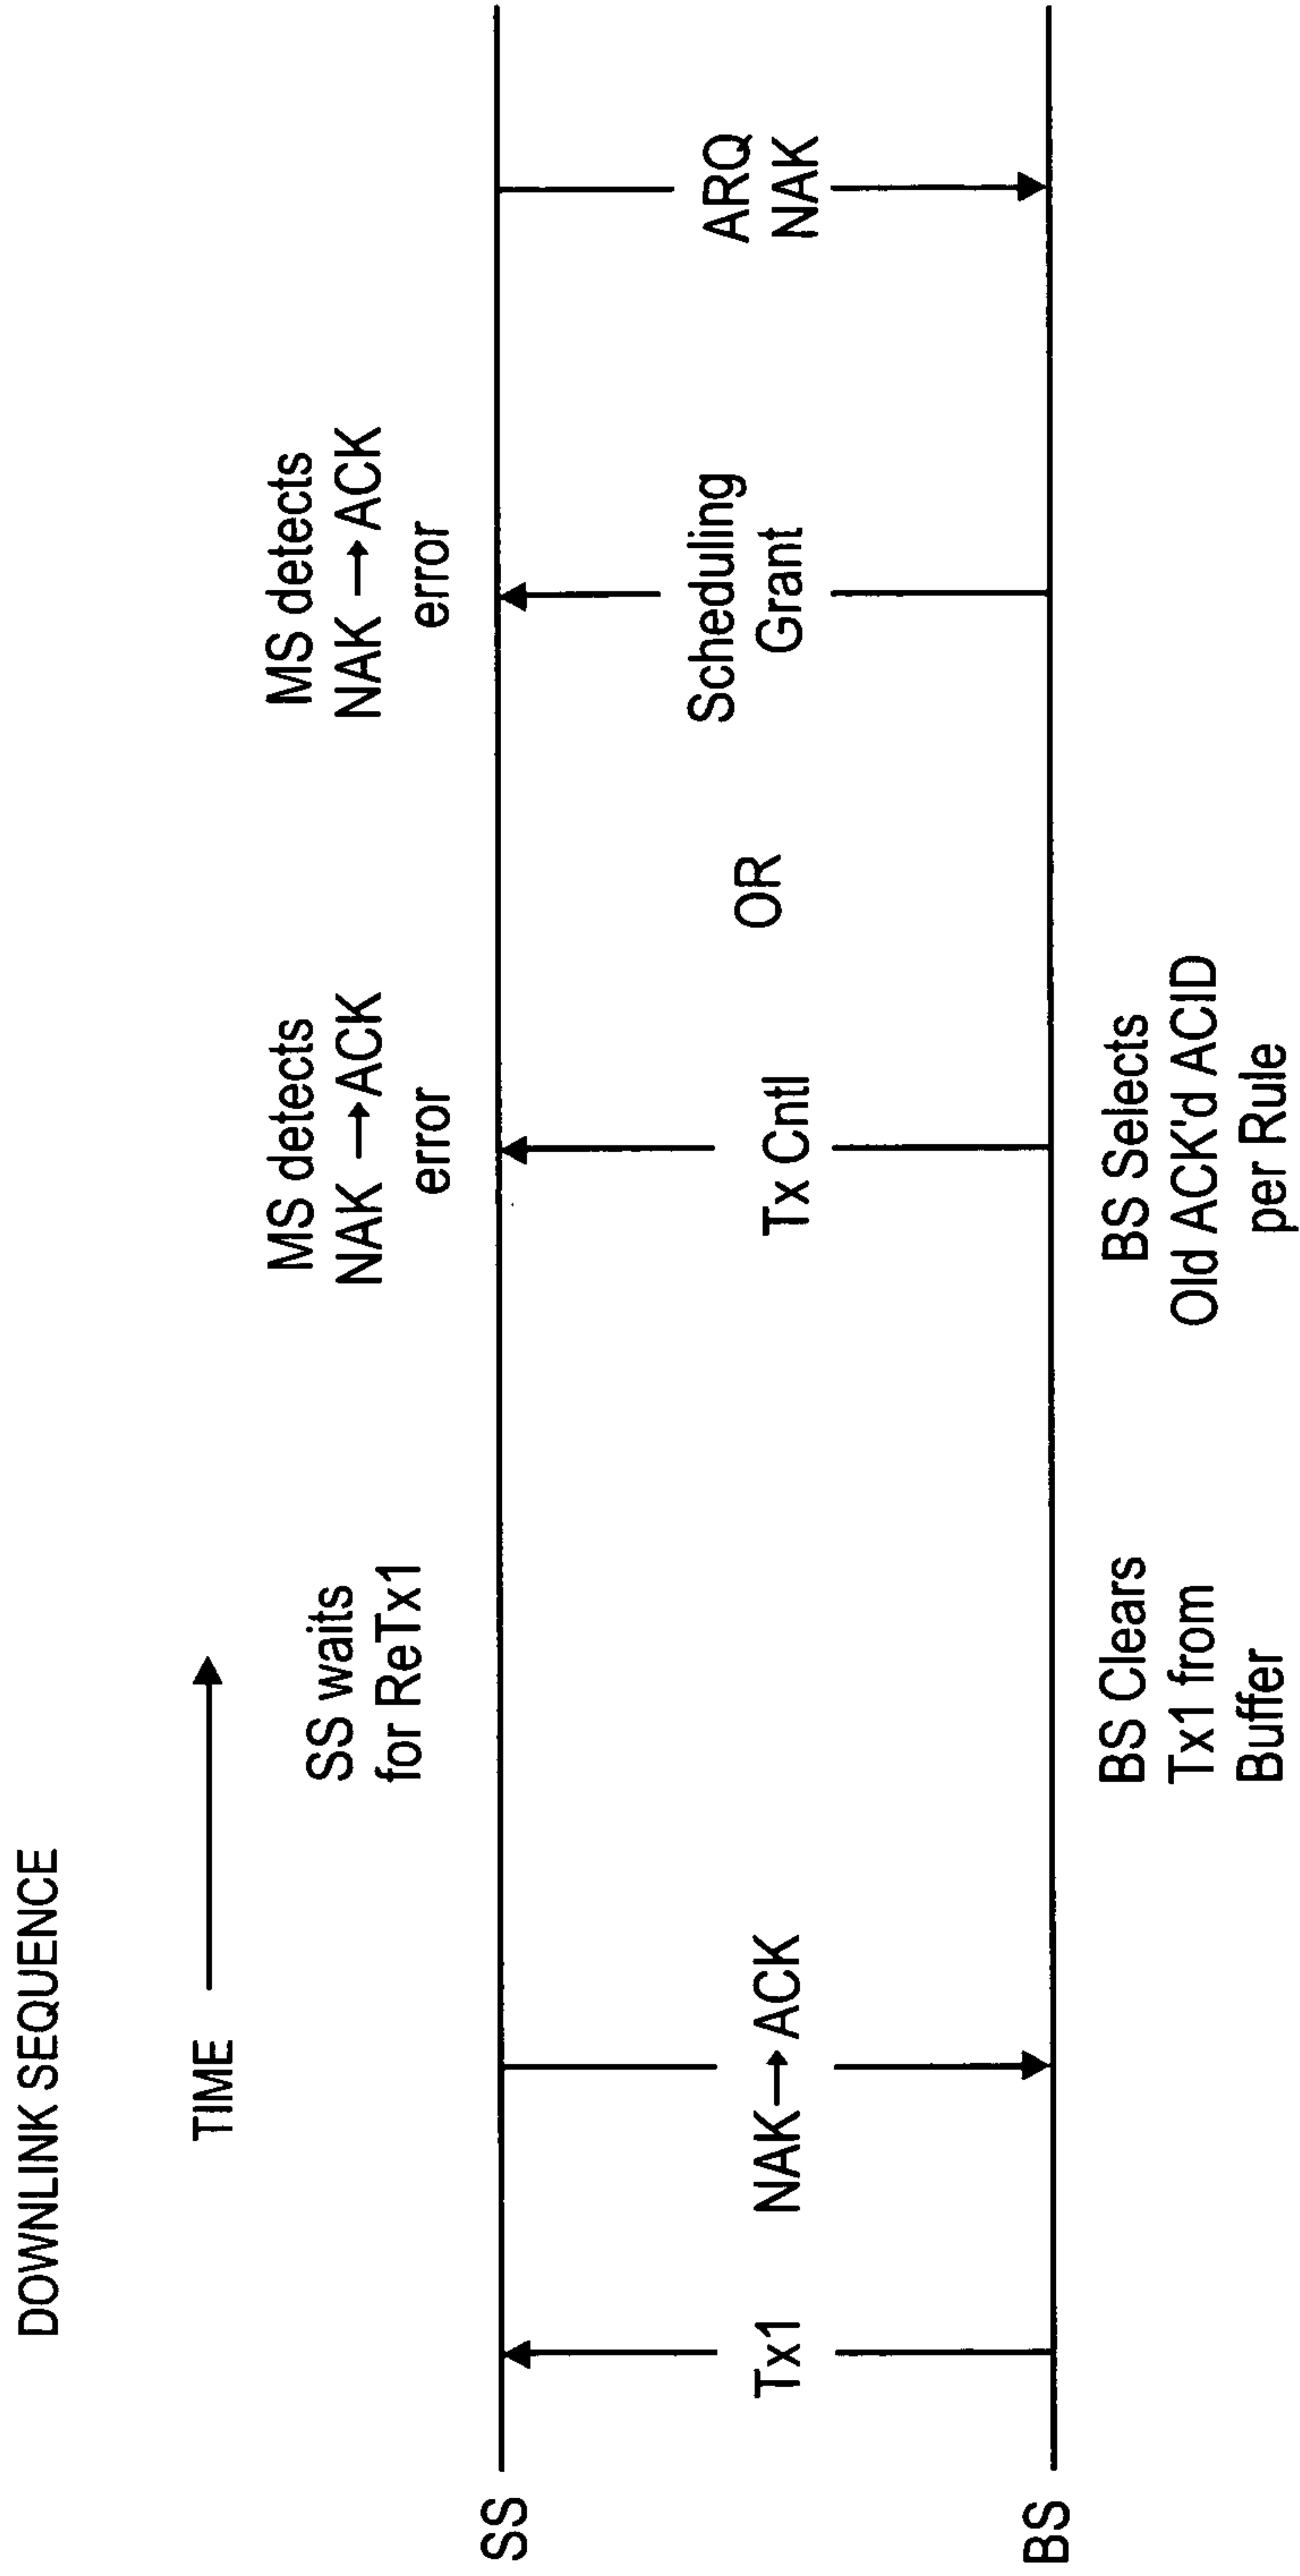 DOWNLINK SEQUENCE
TIME
SS waits
for ReTx1
MS detects
NAK → ACK
error
MS detects
NAK → ACK
error
SS
Tx1
NAK → ACK
Tx Cntl
OR
Scheduling
Grant
ARQ
NAK
BS
BS Clears
Tx1 from
Buffer
BS Selects
Old ACK'd ACID
per Rule